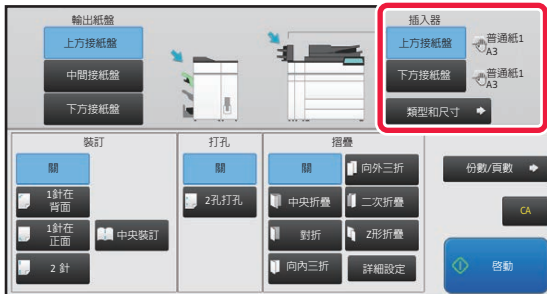 輸出紙盤
上方接紙盤
中間接紙盤
下方接紙盤
插入器
上方接紙盤
普通紙1
A3
下方接紙盤
普通紙1
A3
類型和尺寸
裝訂
關
1針在
背面
1針在
正面
2 針
中央裝訂
打孔
關
2孔打孔
摺疊
關
向外三折
中央折疊
二次折疊
對折
Z形折疊
向內三折
詳細設定
份數/頁數
CA
啓動